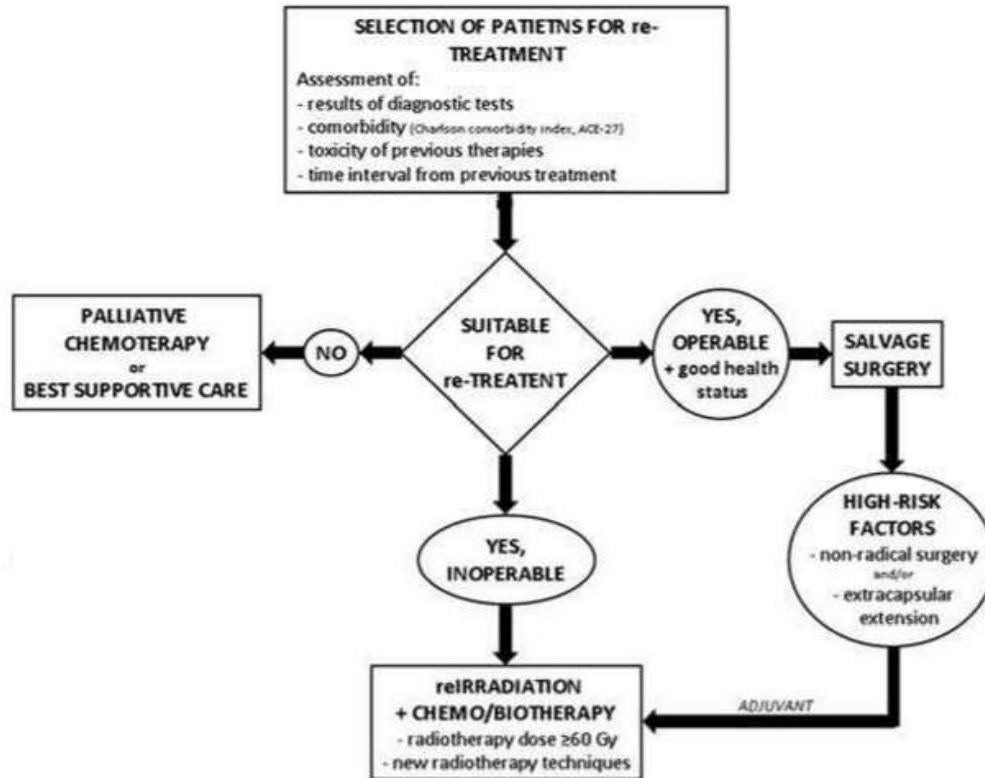 SELECTION OF PATIETNS FOR re-
TREATMENT
Assessment of:
- results of diagnostic tests
- comorbidity (Charlson comorbidity index, ACE-27)
- toxicity of previous therapies
- time interval from previous treatment
PALLIATIVE
CHEMOTERAPY
or
BEST SUPPORTIVE CARE
NO
SUITABLE
FOR
re-TREATENT
YES,
OPERABLE
+ good health
status
SALVAGE
SURGERY
YES,
INOPERABLE
HIGH-RISK
FACTORS
- non-radical surgery
and/or
- extracapsular
extension
reIRRADIATION
+ CHEMO/BIOTHERAPY
- radiotherapy dose ≥60 Gy
- new radiotherapy techniques
ADJUVANT